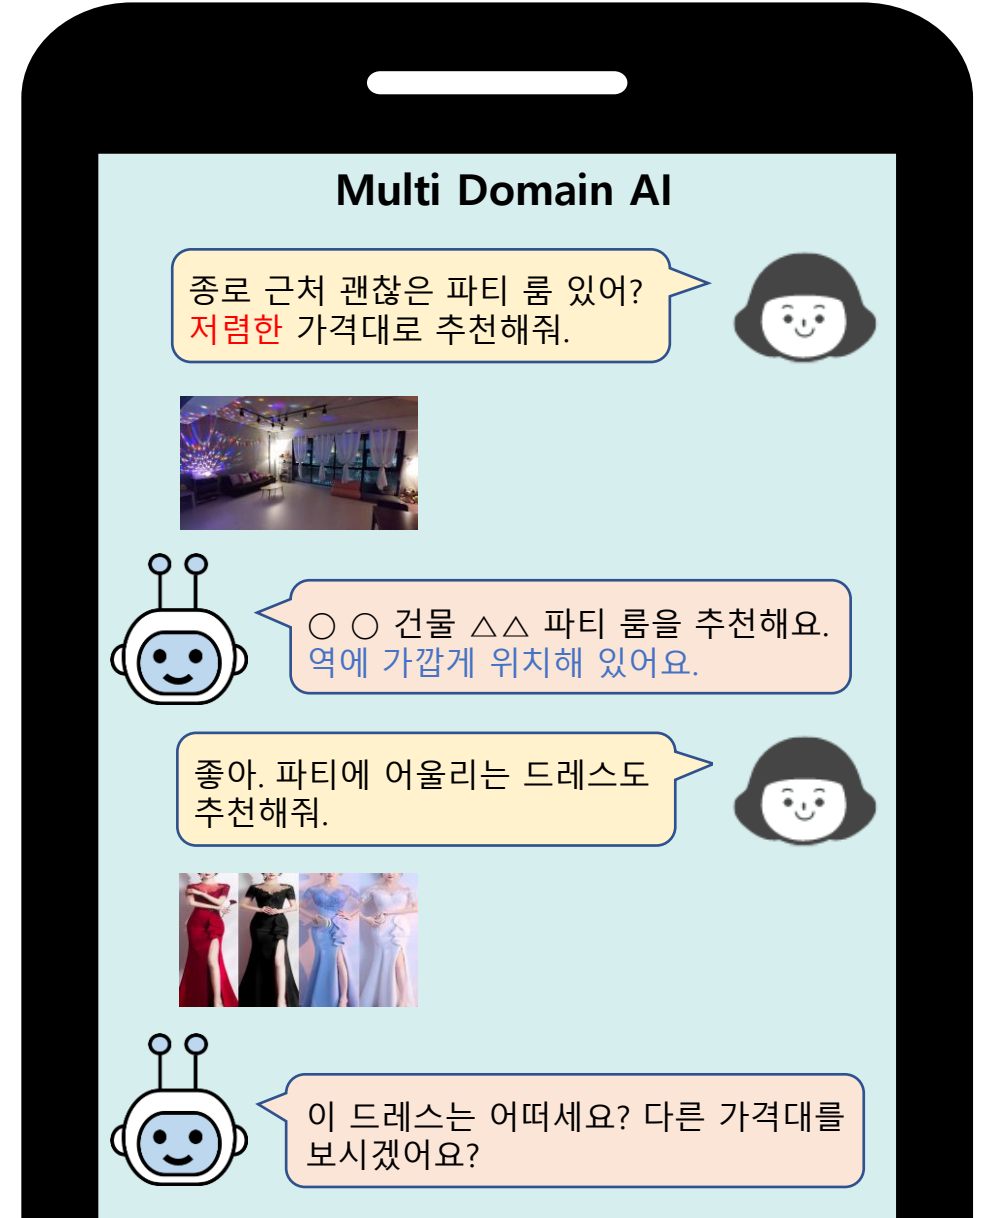 Multi Domain AI
종로 근처 괜찮은 파티 룸 있어?
저렴한 가격대로 추천해줘.
○ ○ 건물 △△ 파티 룸을 추천해요.
역에 가깝게 위치해 있어요.
좋아. 파티에 어울리는 드레스도
추천해줘.
이 드레스는 어떠세요? 다른 가격대를
보시겠어요?